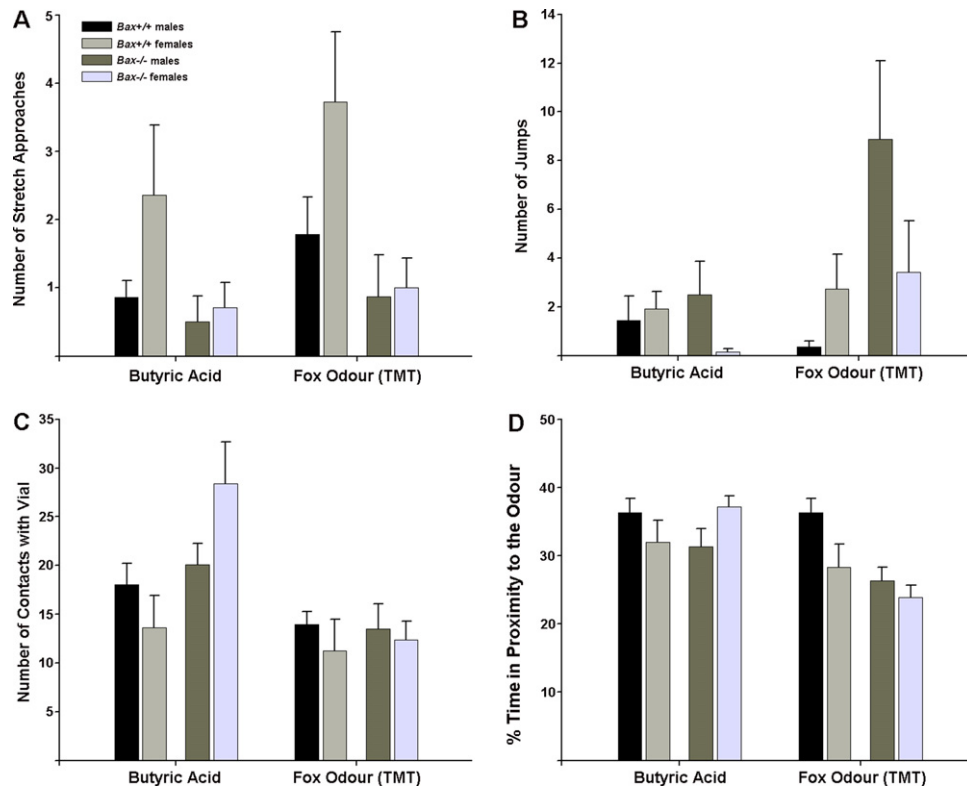 A
Number of Stretch Approaches
5
4
3
2
1
Bax+/+ males
Bax+/+ females
Bax-/- males
Bax-/- females
Butyric Acid
Fox Odour (TMT)
B
Number of Jumps
14
12
10
8
6
4
2
Butyric Acid
Fox Odour (TMT)
C
Number of Contacts with Vial
35
30
25
20
15
10
5
Butyric Acid
Fox Odour (TMT)
D
% Time in Proximity to the Odour
50
40
30
20
10
Butyric Acid
Fox Odour (TMT)